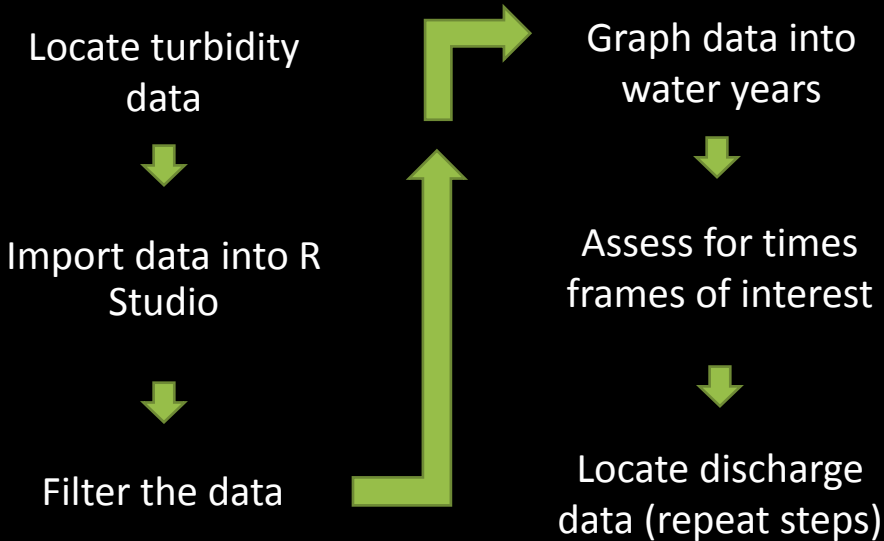 Locate turbidity
data
Import data into R
Studio
Filter the data
Graph data into
water years
Assess for times
frames of interest
Locate discharge
data (repeat steps)